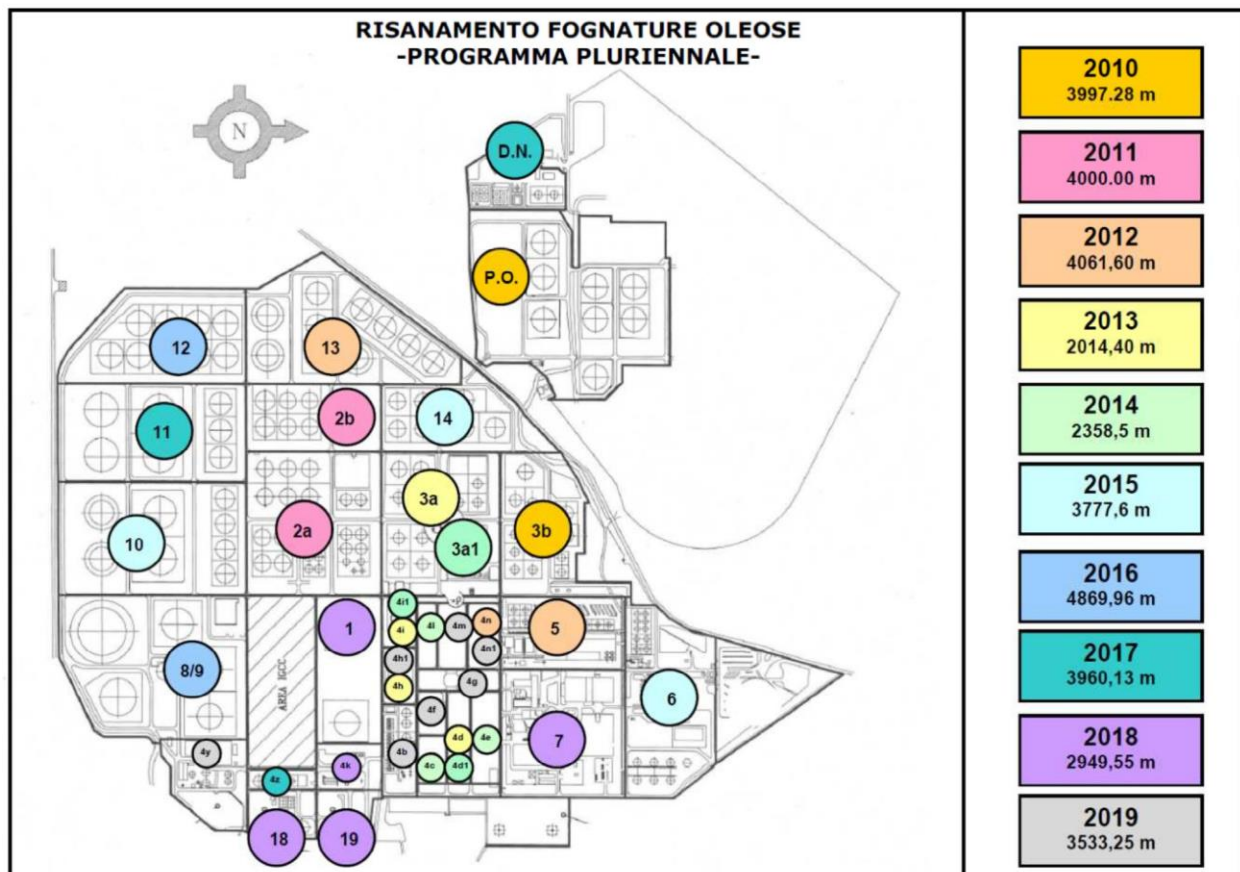 RISANAMENTO FOGNATURE OLEOSE
-PROGRAMMA PLURIENNALE-
N
D.N.
P.O.
12
13
11
2b
14
10
2a
3a
3a1
3b
8/9
AREA IGCC
1
4i1
4i
4h1
4h
4l
4m
4n
4n1
4g
4f
4b
4c
4d
4d1
4e
5
6
7
4y
4z
4k
18
19
2010
3997.28 m
2011
4000.00 m
2012
4061,60 m
2013
2014,40 m
2014
2358,5 m
2015
3777,6 m
2016
4869,96 m
2017
3960,13 m
2018
2949,55 m
2019
3533,25 m